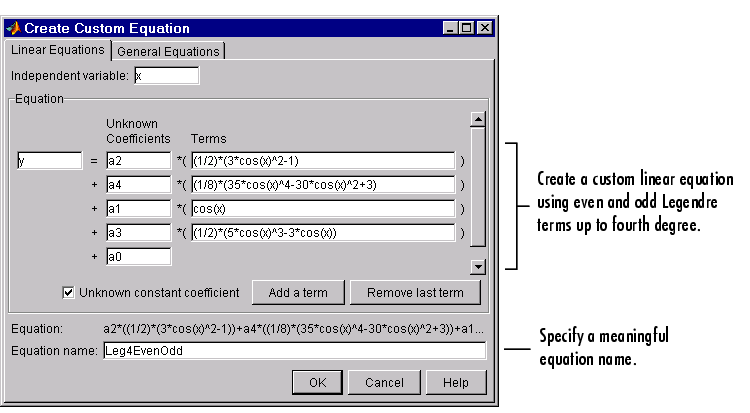 Create Custom Equation
Linear Equations General Equations
Independent variable: x
Equation
Unknown
Coefficients Terms
y = a2 *( (1/2)*(3*cos(x)^2-1) )
+ a4 *( (1/8)*(35*cos(x)^4-30*cos(x)^2+3) )
+ a1 *( cos(x) )
+ a3 *( (1/2)*(5*cos(x)^3-3*cos(x)) )
+ a0
Unknown constant coefficient Add a term Remove last term
Equation: a2*((1/2)*(3*cos(x)^2-1))+a4*((1/8)*(35*cos(x)^4-30*cos(x)^2+3))+a1...
Equation name: Leg4EvenOdd
OK Cancel Help
Create a custom linear equation
using even and odd Legendre
terms up to fourth degree.
Specify a meaningful
equation name.